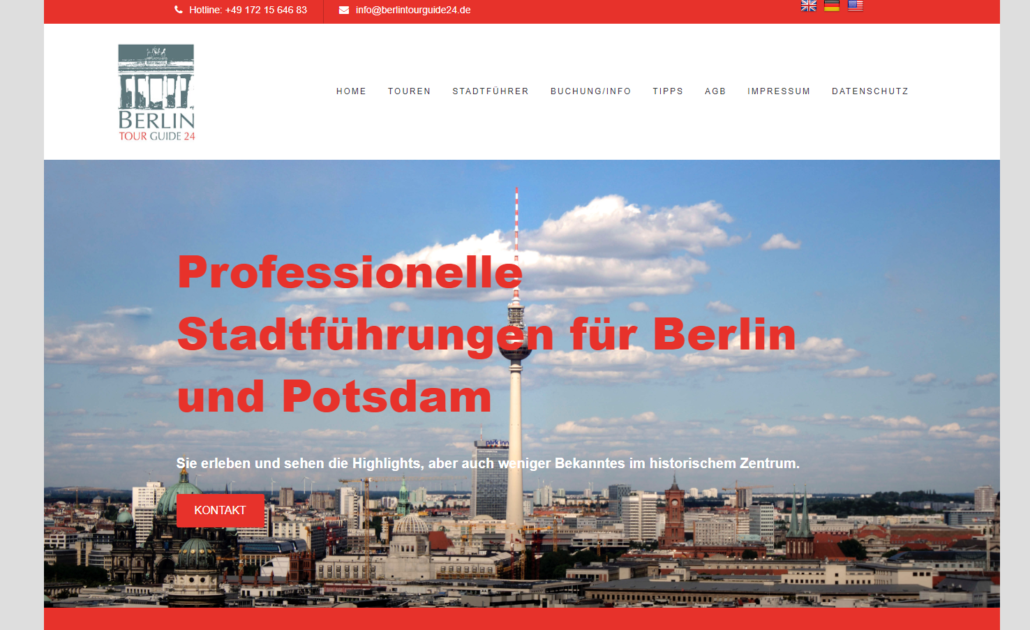 Hotline: +49 172 15 646 83
info@berlintourguide24.de
BERLIN
TOUR GUIDE 24
HOME TOUREN STADTFÜHRER BUCHUNG/INFO TIPPS AGB IMPRESSUM DATENSCHUTZ
Professionelle
Stadtführungen für Berlin
und Potsdam
park inn
Sie erleben und sehen die Highlights, aber auch weniger Bekanntes im historischem Zentrum.
KONTAKT